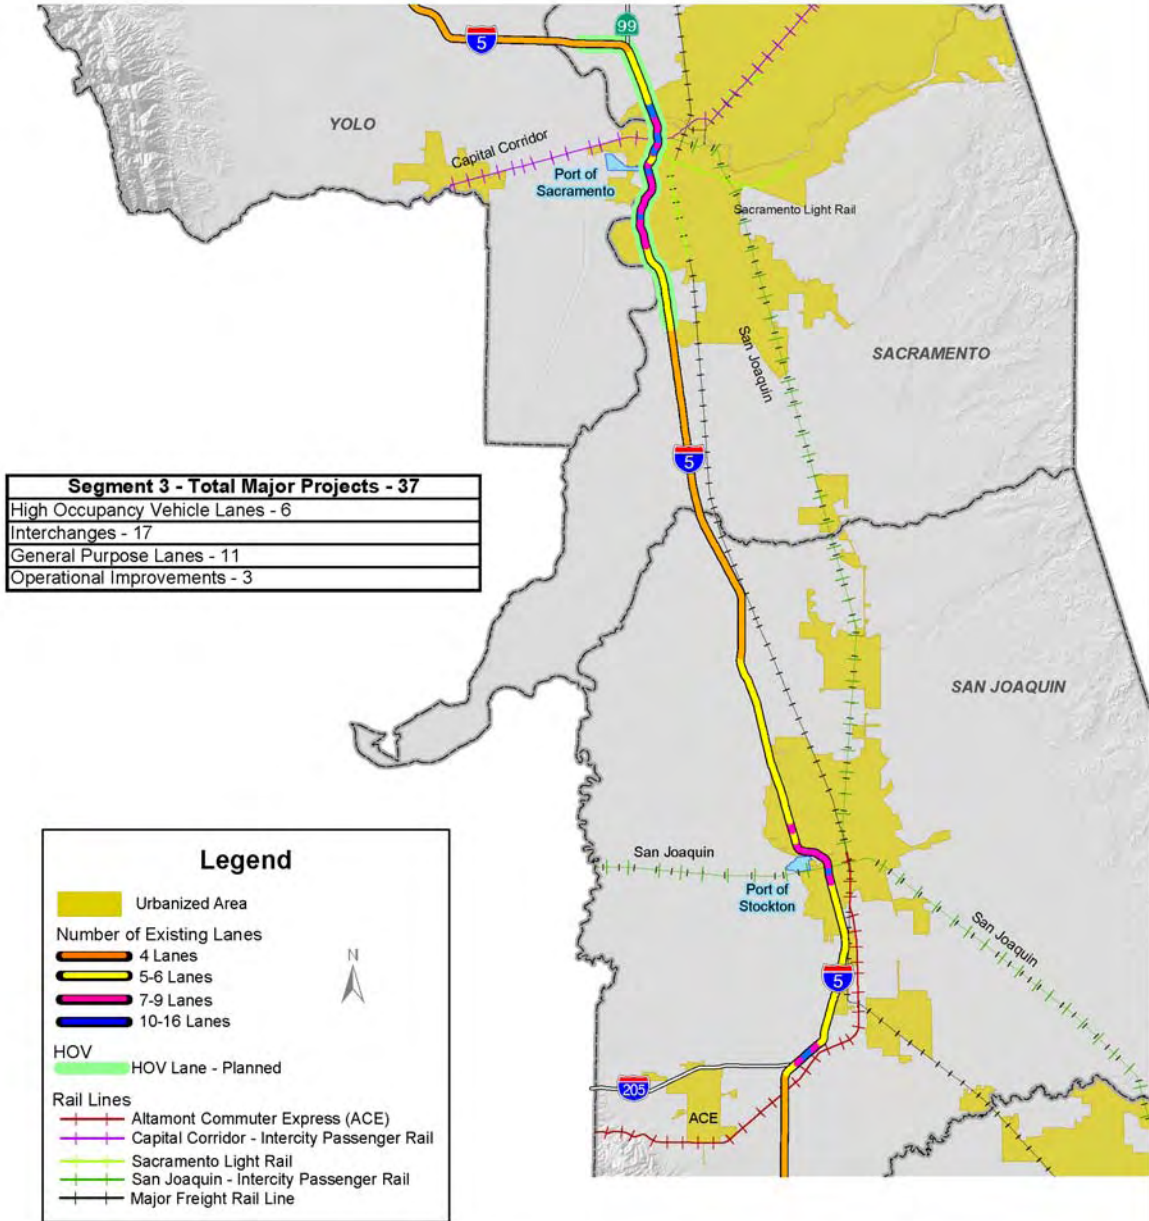 99
5
YOLO
Capital Corridor
Port of
Sacramento
Sacramento Light Rail
San Joaquin
SACRAMENTO
5
Segment 3 - Total Major Projects - 37
High Occupancy Vehicle Lanes - 6
Interchanges - 17
General Purpose Lanes - 11
Operational Improvements - 3
SAN JOAQUIN
San Joaquin
Port of
Stockton
San Joaquin
5
205
ACE
Legend
Urbanized Area
Number of Existing Lanes
4 Lanes
5-6 Lanes
7-9 Lanes
10-16 Lanes
N
HOV
HOV Lane - Planned
Rail Lines
Altamont Commuter Express (ACE)
Capital Corridor - Intercity Passenger Rail
Sacramento Light Rail
San Joaquin - Intercity Passenger Rail
Major Freight Rail Line